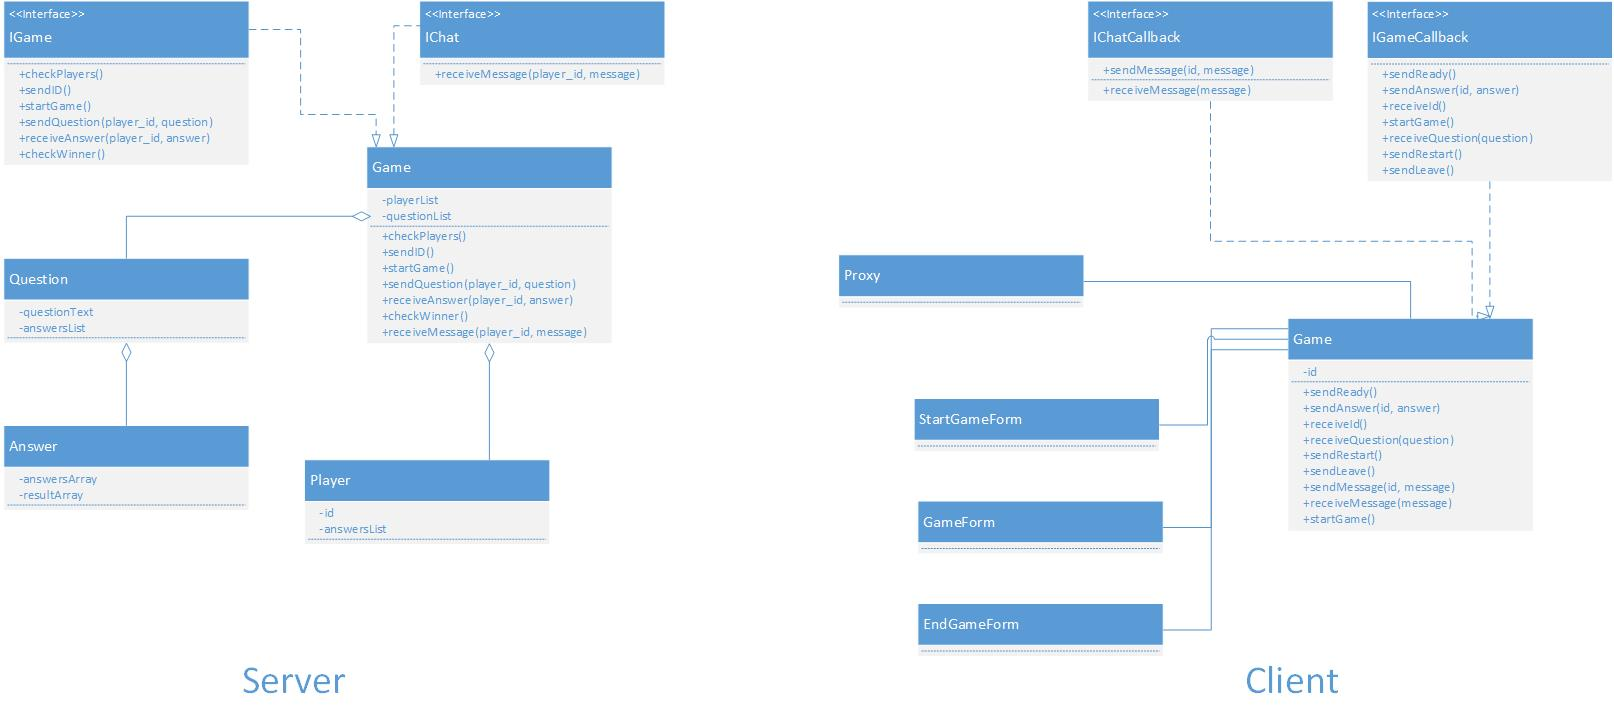 <<Interface>>
IGame
+checkPlayers()
+sendID()
+startGame()
+sendQuestion(player_id, question)
+receiveAnswer(player_id, answer)
+checkWinner()
<<Interface>>
IChat
+receiveMessage(player_id, message)
Game
-playerList
-questionList
+checkPlayers()
+sendID()
+startGame()
+sendQuestion(player_id, question)
+receiveAnswer(player_id, answer)
+checkWinner()
+receiveMessage(player_id, message)
Question
-questionText
-answersList
Answer
-answersArray
-resultArray
Player
-id
-answersList
Server
<<Interface>>
IChatCallback
+sendMessage(id, message)
+receiveMessage(message)
<<Interface>>
IGameCallback
+sendReady()
+sendAnswer(id, answer)
+receiveId()
+startGame()
+receiveQuestion(question)
+sendRestart()
+sendLeave()
Proxy
Game
-id
+sendReady()
+sendAnswer(id, answer)
+receiveId()
+receiveQuestion(question)
+sendRestart()
+sendLeave()
+sendMessage(id, message)
+receiveMessage(message)
+startGame()
StartGameForm
GameForm
EndGameForm
Client